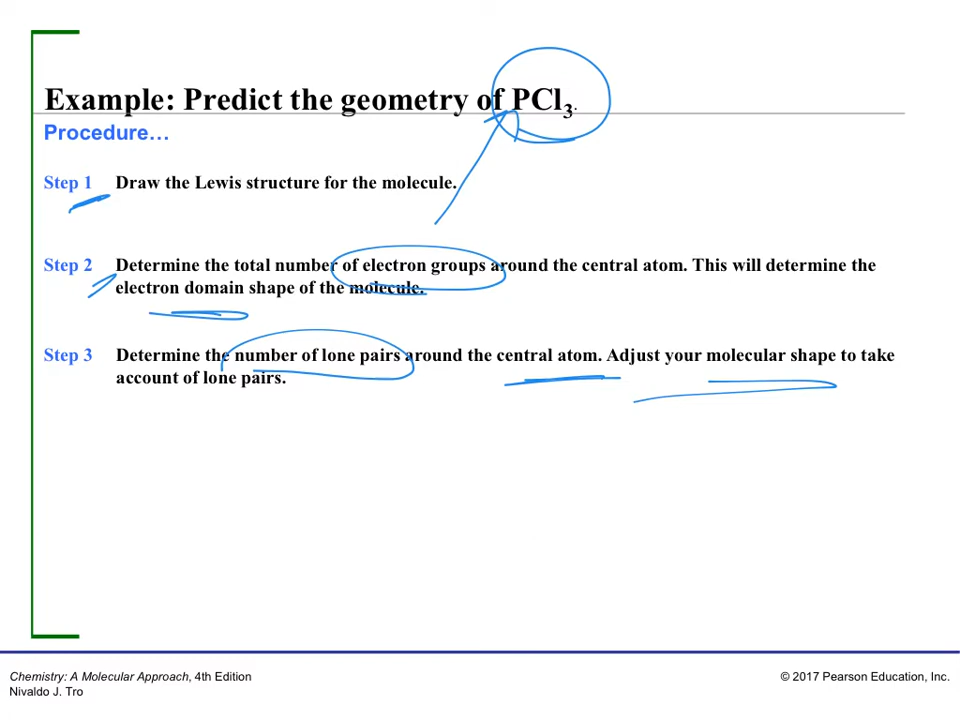 Example: Predict the geometry of PCl₃.
Procedure…
Step 1 Draw the Lewis structure for the molecule.
Step 2 Determine the total number of electron groups around the central atom. This will determine the
electron domain shape of the molecule.
Step 3 Determine the number of lone pairs around the central atom. Adjust your molecular shape to take
account of lone pairs.
Chemistry: A Molecular Approach, 4th Edition
Nivaldo J. Tro
© 2017 Pearson Education, Inc.